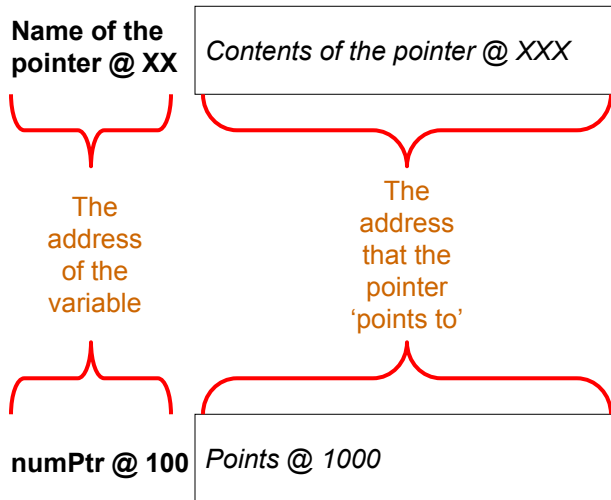 Name of the
pointer @ XX
Contents of the pointer @ XXX
The
address
of the
variable
The
address
that the
pointer
‘points to’
numPtr @ 100
Points @ 1000